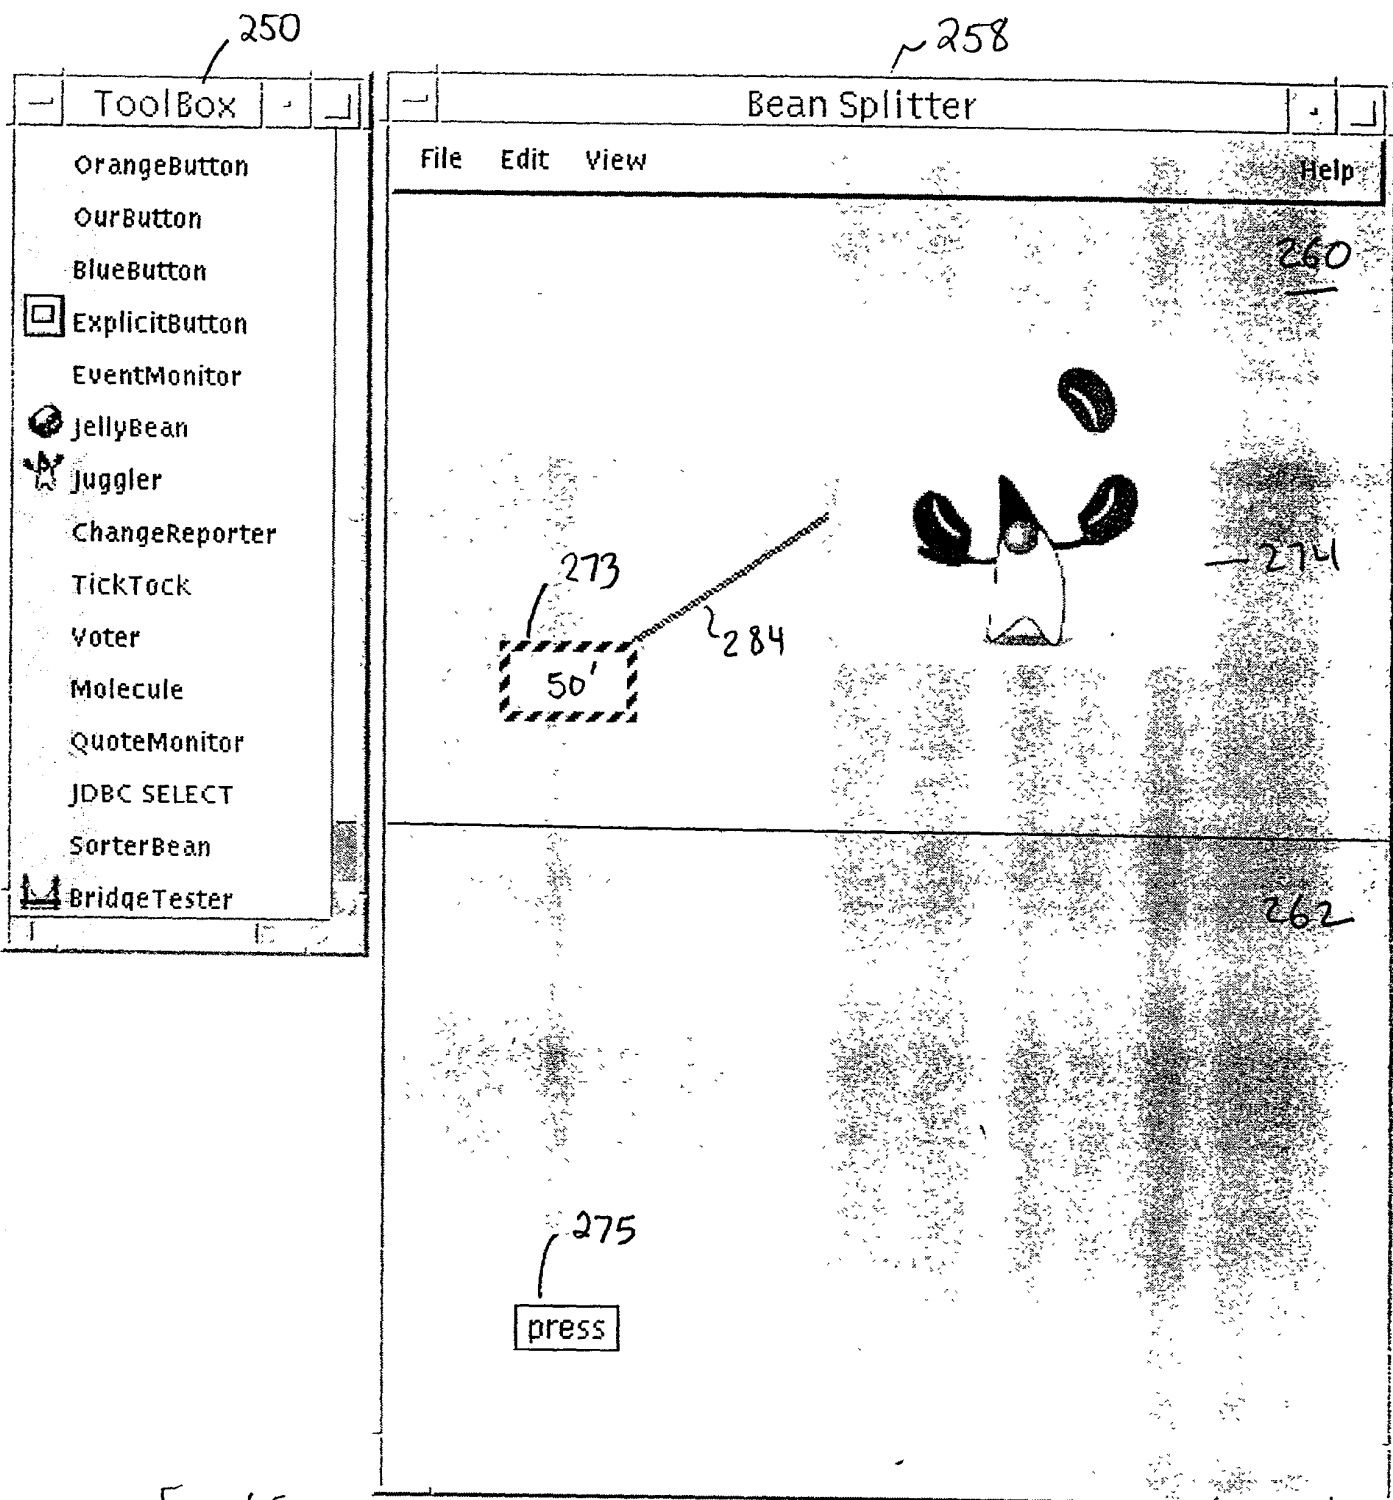 250
258
ToolBox
Bean Splitter
File Edit View Help
OrangeButton
OurButton
BlueButton
ExplicitButton
EventMonitor
JellyBean
Juggler
ChangeReporter
TickTock
Voter
Molecule
QuoteMonitor
JDBC SELECT
SorterBean
BridgeTester
260
273
274
284
50'
262
275
press